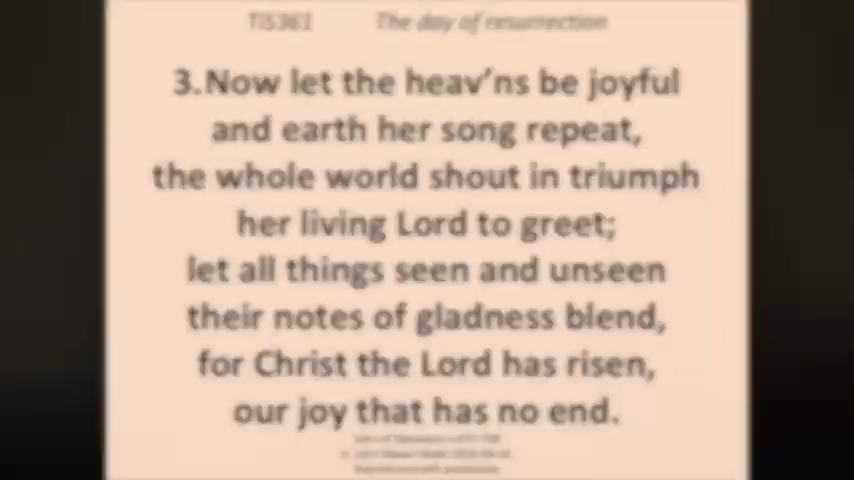 TiS361 The day of resurrection
3.Now let the heav'ns be joyful
and earth her song repeat,
the whole world shout in triumph
her living Lord to greet;
let all things seen and unseen
their notes of gladness blend,
for Christ the Lord has risen,
our joy that has no end.